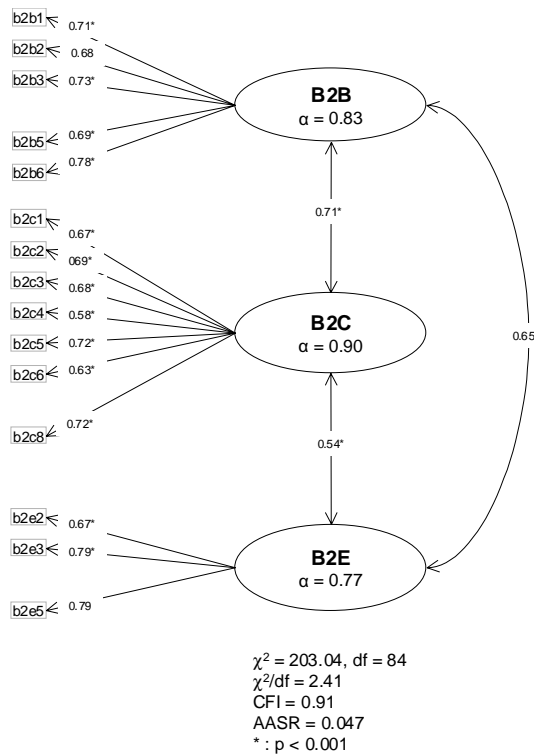 b2b1 0.71*
b2b2 0.68
b2b3 0.73*
b2b5 0.69*
b2b6 0.78*
B2B
α = 0.83
0.71*
b2c1 0.67*
b2c2 069*
b2c3 0.68*
b2c4 0.58*
b2c5 0.72*
b2c6 0.63*
b2c8 0.72*
B2C
α = 0.90
0.65
0.54*
b2e2 0.67*
b2e3 0.79*
b2e5 0.79
B2E
α = 0.77
χ² = 203.04, df = 84
χ²/df = 2.41
CFI = 0.91
AASR = 0.047
* : p < 0.001